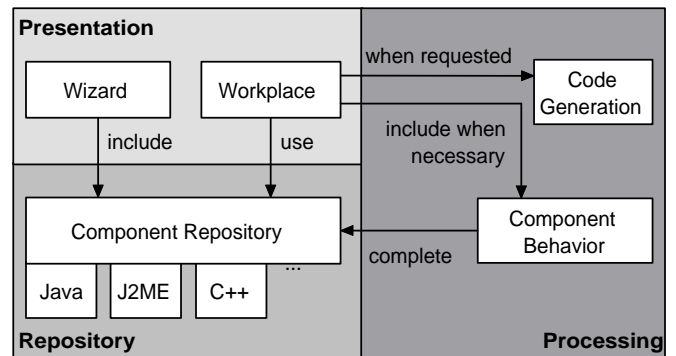 Presentation
when requested
Wizard
Workplace
Code
Generation
include
use
include when
necessary
Component Repository
Component
Behavior
complete
...
Java
J2ME
C++
Repository
Processing